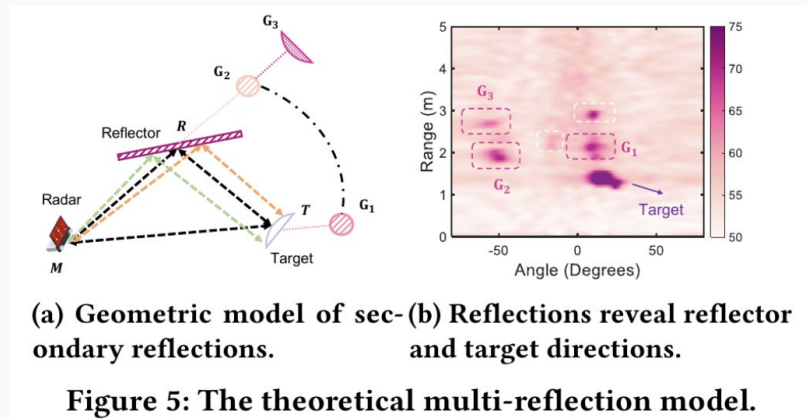 G₃
G₂
Reflector
R
Radar
M
T
G₁
Target
5
4
3
2
1
0
Range (m)
-50
0
50
Angle (Degrees)
G₃
G₂
G₁
Target
75
70
65
60
55
50
(a) Geometric model of sec-
ondary reflections.
(b) Reflections reveal reflector
and target directions.
Figure 5: The theoretical multi-reflection model.